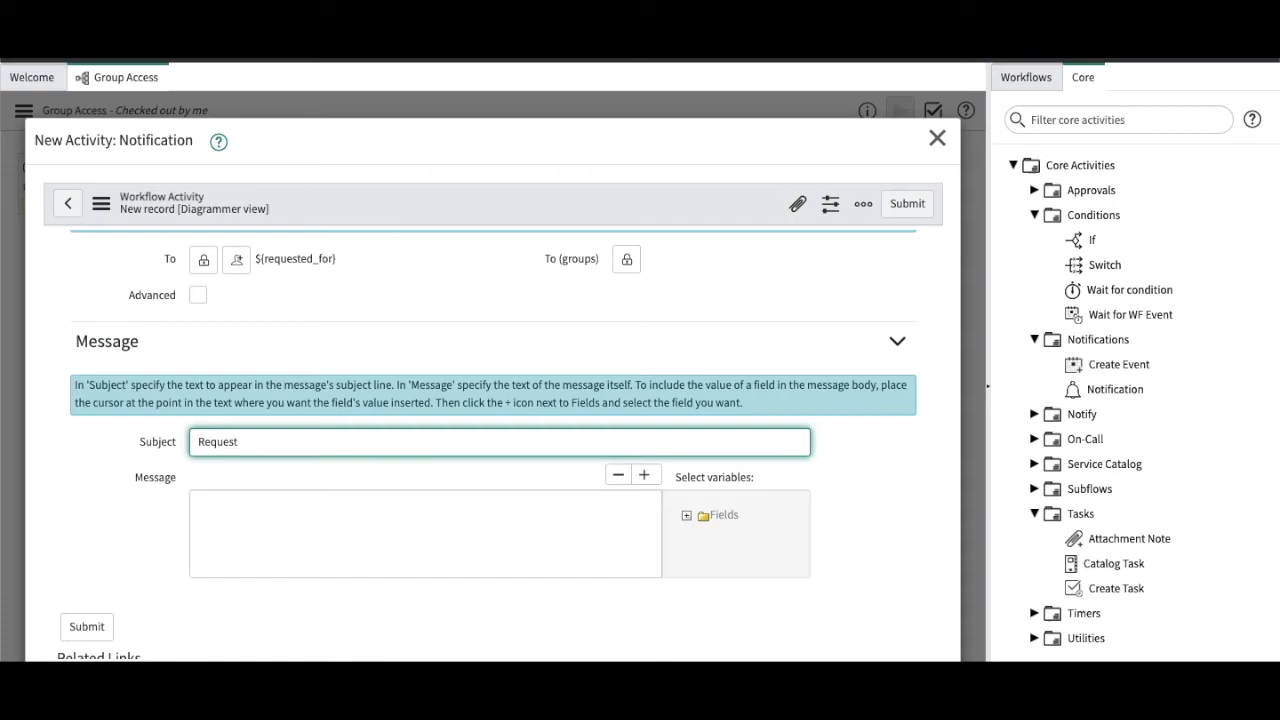 Welcome
Group Access
Workflows
Core
Group Access - Checked out by me
Filter core activities
New Activity: Notification
Workflow Activity
New record [Diagrammer view]
Submit
To
${requested_for}
To (groups)
Advanced
Message
In 'Subject' specify the text to appear in the message's subject line. In 'Message' specify the text of the message itself. To include the value of a field in the message body, place
the cursor at the point in the text where you want the field's value inserted. Then click the + icon next to Fields and select the field you want.
Subject
Request
Message
Select variables:
Fields
Submit
Related Links
Core Activities
Approvals
Conditions
If
Switch
Wait for condition
Wait for WF Event
Notifications
Create Event
Notification
Notify
On-Call
Service Catalog
Subflows
Tasks
Attachment Note
Catalog Task
Create Task
Timers
Utilities